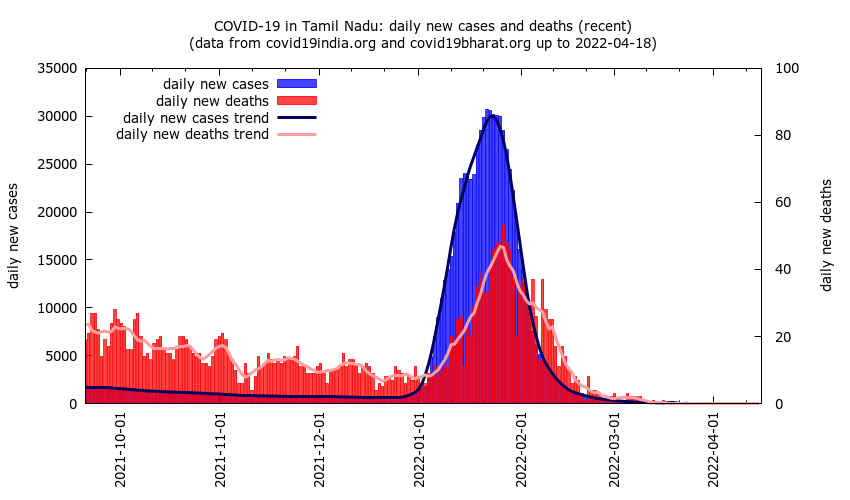 COVID-19 in Tamil Nadu: daily new cases and deaths (recent)
(data from covid19india.org and covid19bharat.org up to 2022-04-18)
daily new cases
daily new deaths
daily new cases trend
daily new deaths trend
35000
30000
25000
20000
15000
10000
5000
0
daily new cases
100
80
60
40
20
0
daily new deaths
2021-10-01
2021-11-01
2021-12-01
2022-01-01
2022-02-01
2022-03-01
2022-04-01